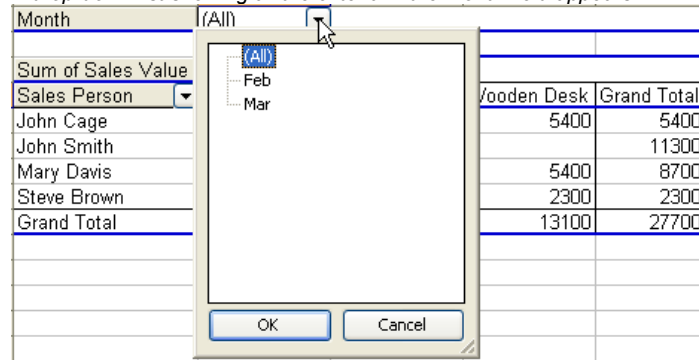 Month (All)
(All)
Feb
Mar
Sum of Sales Value
Sales Person Wooden Desk Grand Total
John Cage 5400 5400
John Smith 11300
Mary Davis 5400 8700
Steve Brown 2300 2300
Grand Total 13100 27700
OK Cancel